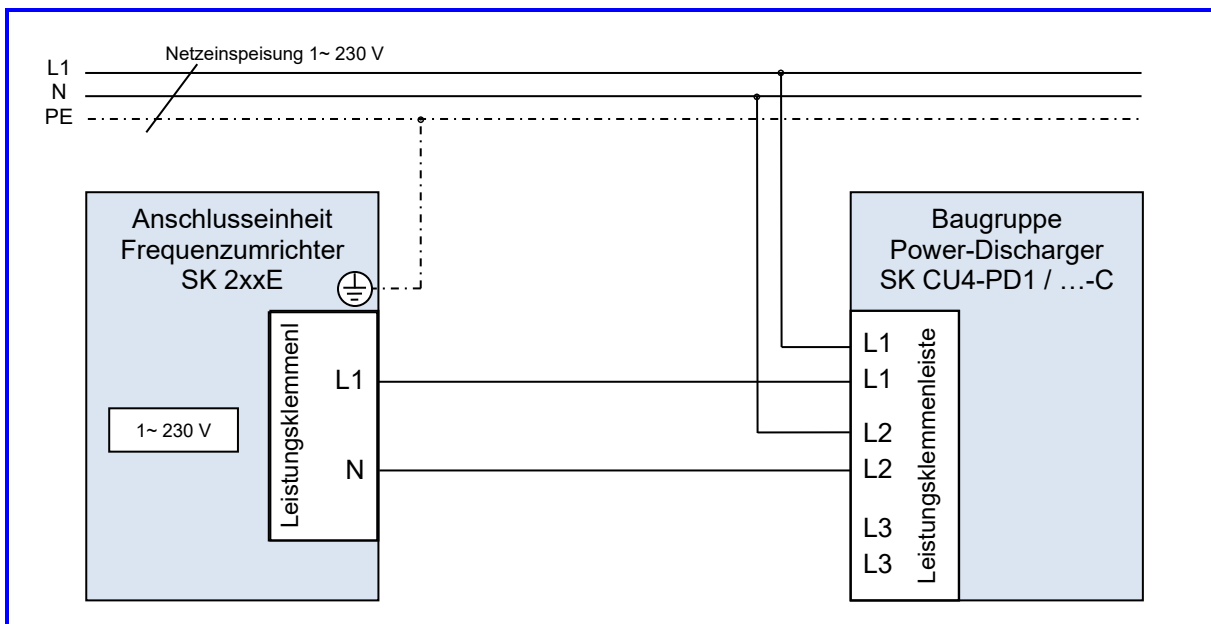 Netzeinspeisung 1~ 230 V
L1
N
PE
Anschlusseinheit
Frequenzumrichter
SK 2xxE
Leistungsklemmenl
L1
N
1~ 230 V
Baugruppe
Power-Discharger
SK CU4-PD1 / …-C
L1
L1
L2
L2
L3
L3
Leistungsklemmenleiste